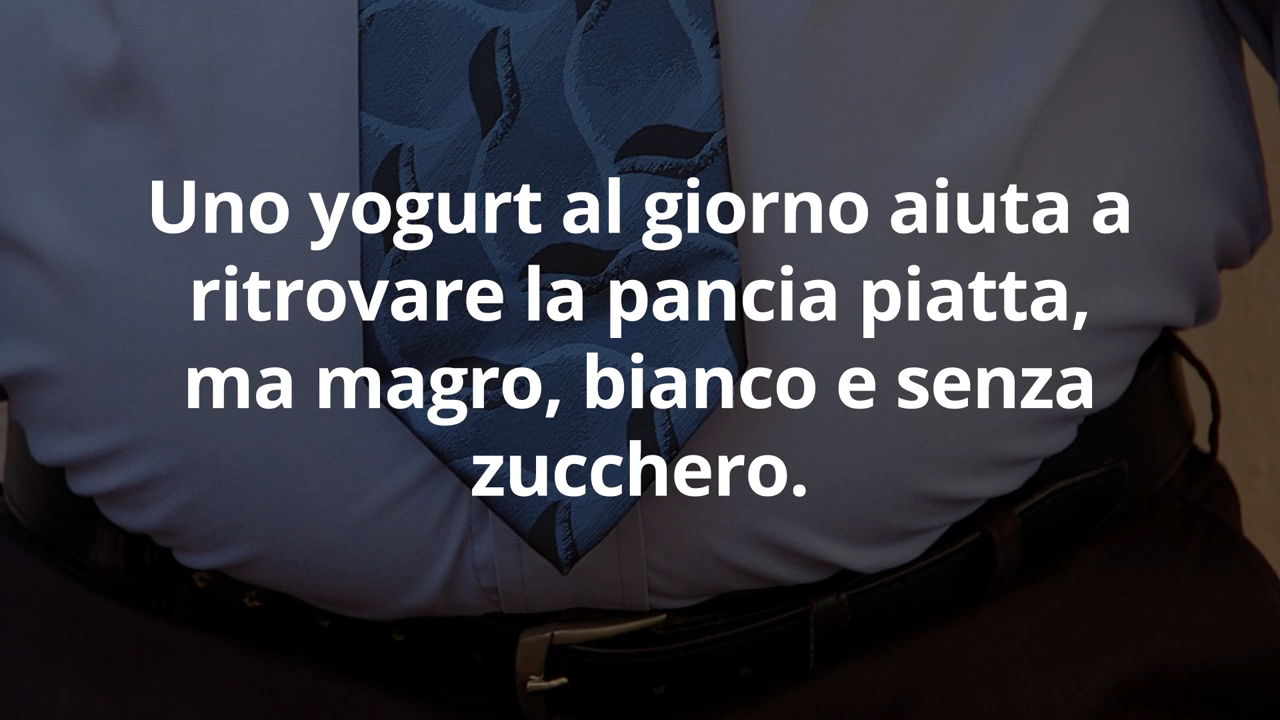 Uno yogurt al giorno aiuta a
ritrovare la pancia piatta,
ma magro, bianco e senza
zucchero.